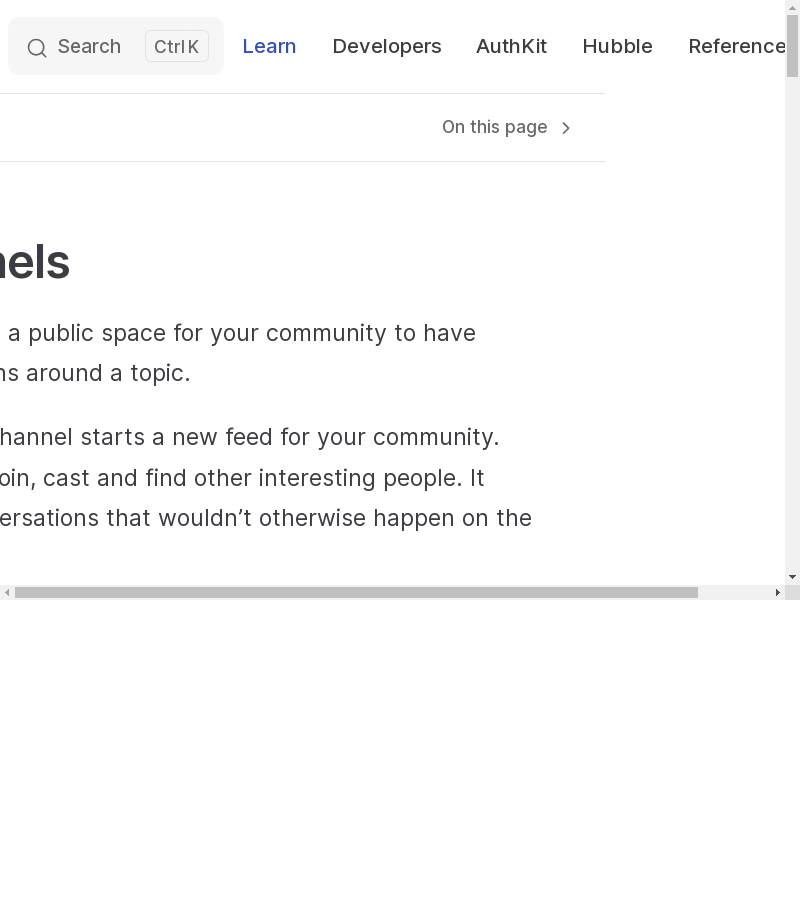 Search Ctrl K Learn Developers AuthKit Hubble Reference
On this page
nels
a public space for your community to have
ns around a topic.
hannel starts a new feed for your community.
oin, cast and find other interesting people. It
ersations that wouldn’t otherwise happen on the